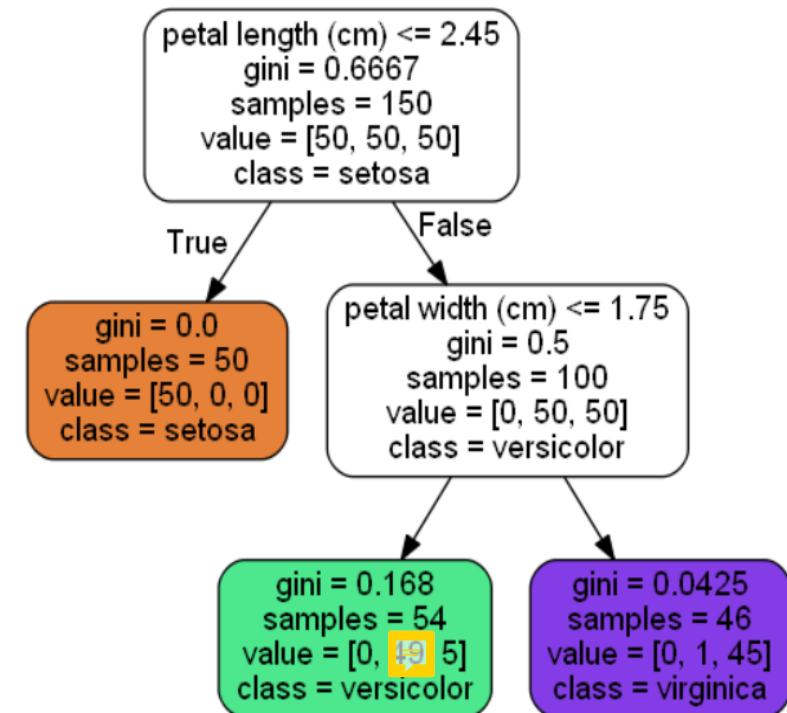 petal length (cm) <= 2.45
gini = 0.6667
samples = 150
value = [50, 50, 50]
class = setosa
True
False
gini = 0.0
samples = 50
value = [50, 0, 0]
class = setosa
petal width (cm) <= 1.75
gini = 0.5
samples = 100
value = [0, 50, 50]
class = versicolor
gini = 0.168
samples = 54
value = [0, 49, 5]
class = versicolor
gini = 0.0425
samples = 46
value = [0, 1, 45]
class = virginica